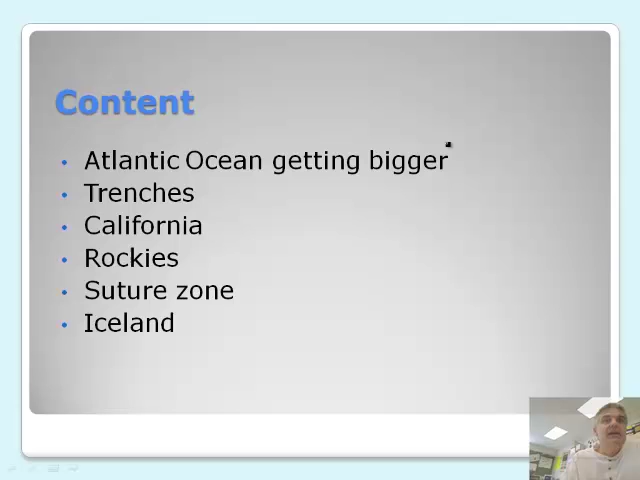 Content
Atlantic Ocean getting bigger
Trenches
California
Rockies
Suture zone
Iceland